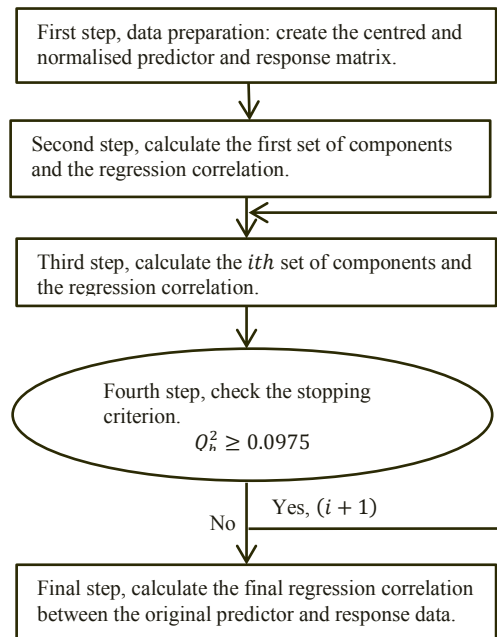 First step, data preparation: create the centred and
normalised predictor and response matrix.
Second step, calculate the first set of components
and the regression correlation.
Third step, calculate the 𝑖𝑡ℎ set of components and
the regression correlation.
Fourth step, check the stopping
criterion.
𝑄ₕ² ≥ 0.0975
Yes, (𝑖 + 1)
No
Final step, calculate the final regression correlation
between the original predictor and response data.